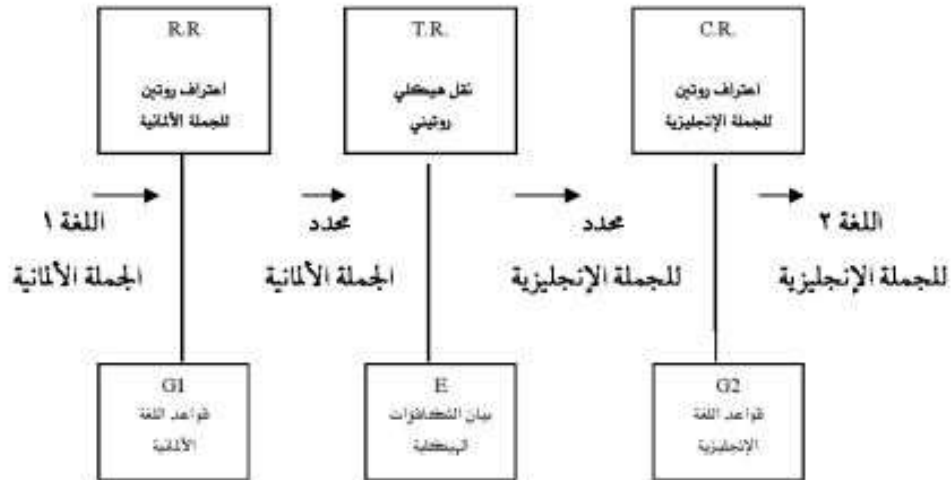 R.R
اعتراف روتين
للجملة الألمانية
T.R.
نقل هيكلي
روتيني
C.R.
اعتراف روتين
للجملة الإنجليزية
اللغة ١
الجملة الألمانية
محدد
الجملة الألمانية
محدد
للجملة الإنجليزية
اللغة ٢
للجملة الإنجليزية
G1
قواعد اللغة
الألمانية
E
بيان التكافؤات
الهيكلية
G2
قواعد اللغة
الإنجليزية